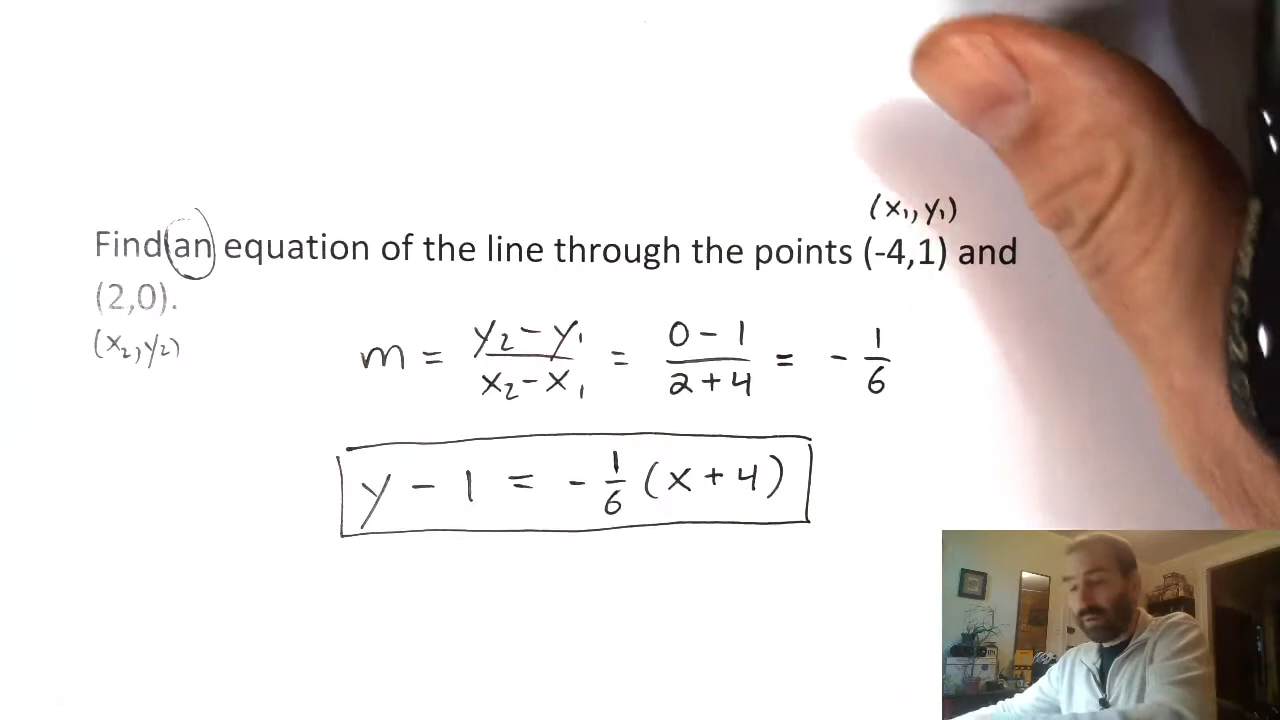 (x₁, y₁)
Find an equation of the line through the points (-4,1) and
(2,0).
(x₂, y₂)
m = (y₂ - y₁)/(x₂ - x₁) = (0 - 1)/(2 + 4) = - 1/6
y - 1 = - 1/6 (x + 4)